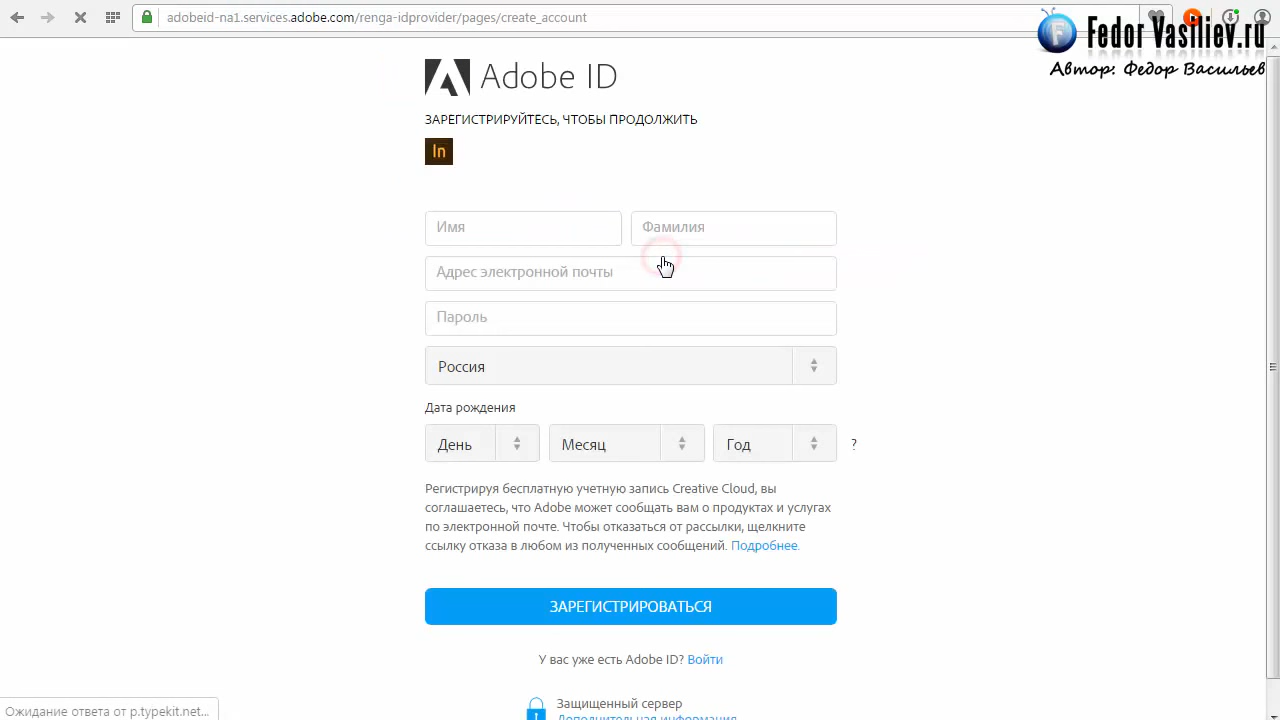 adobeid-na1.services.adobe.com/renga-idprovider/pages/create_account
Fedor Vasiliev.ru
Автор: Федор Васильев
Adobe ID
ЗАРЕГИСТРИРУЙТЕСЬ, ЧТОБЫ ПРОДОЛЖИТЬ
In
Имя Фамилия
Адрес электронной почты
Пароль
Россия
Дата рождения
День Месяц Год ?
Регистрируя бесплатную учетную запись Creative Cloud, вы
соглашаетесь, что Adobe может сообщать вам о продуктах и услугах
по электронной почте. Чтобы отказаться от рассылки, щелкните
ссылку отказа в любом из полученных сообщений. Подробнее.
ЗАРЕГИСТРИРОВАТЬСЯ
У вас уже есть Adobe ID? Войти
Защищенный сервер
Дополнительная информация
Ожидание ответа от p.typekit.net...